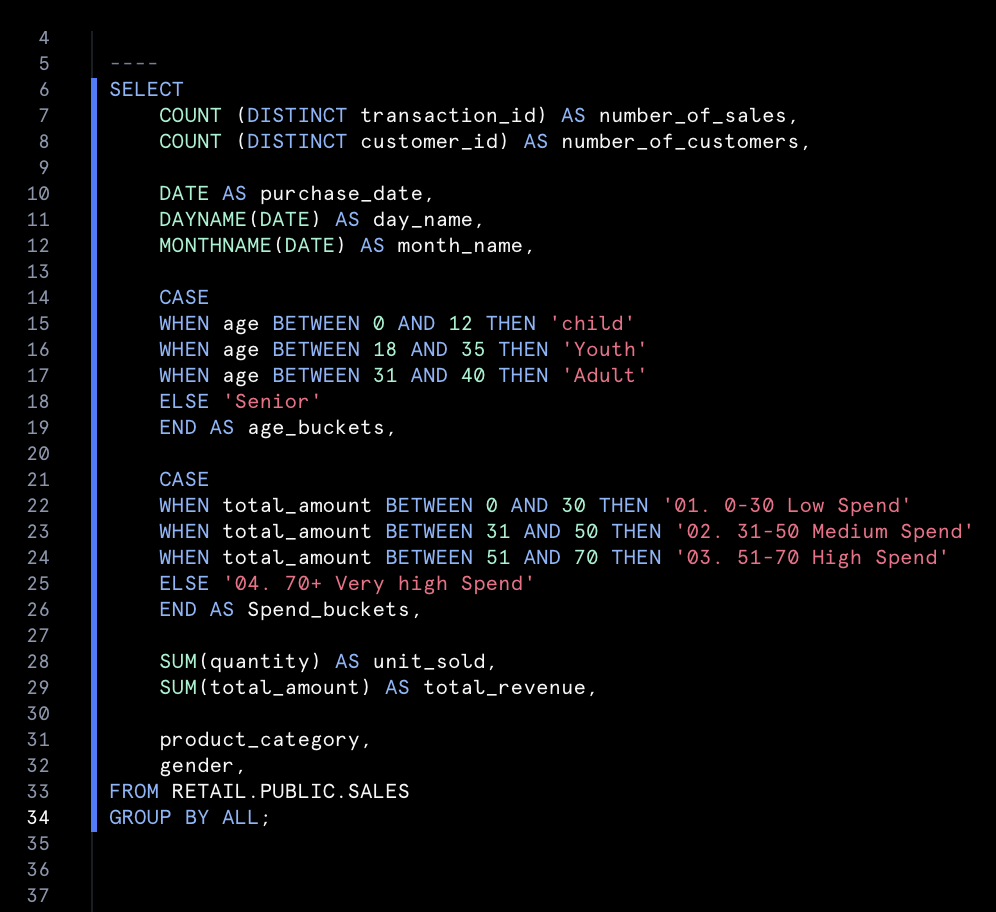 4
5 ----
6 SELECT
7 COUNT (DISTINCT transaction_id) AS number_of_sales,
8 COUNT (DISTINCT customer_id) AS number_of_customers,
9
10 DATE AS purchase_date,
11 DAYNAME(DATE) AS day_name,
12 MONTHNAME(DATE) AS month_name,
13
14 CASE
15 WHEN age BETWEEN 0 AND 12 THEN 'child'
16 WHEN age BETWEEN 18 AND 35 THEN 'Youth'
17 WHEN age BETWEEN 31 AND 40 THEN 'Adult'
18 ELSE 'Senior'
19 END AS age_buckets,
20
21 CASE
22 WHEN total_amount BETWEEN 0 AND 30 THEN '01. 0-30 Low Spend'
23 WHEN total_amount BETWEEN 31 AND 50 THEN '02. 31-50 Medium Spend'
24 WHEN total_amount BETWEEN 51 AND 70 THEN '03. 51-70 High Spend'
25 ELSE '04. 70+ Very high Spend'
26 END AS Spend_buckets,
27
28 SUM(quantity) AS unit_sold,
29 SUM(total_amount) AS total_revenue,
30
31 product_category,
32 gender,
33 FROM RETAIL.PUBLIC.SALES
34 GROUP BY ALL;
35
36
37